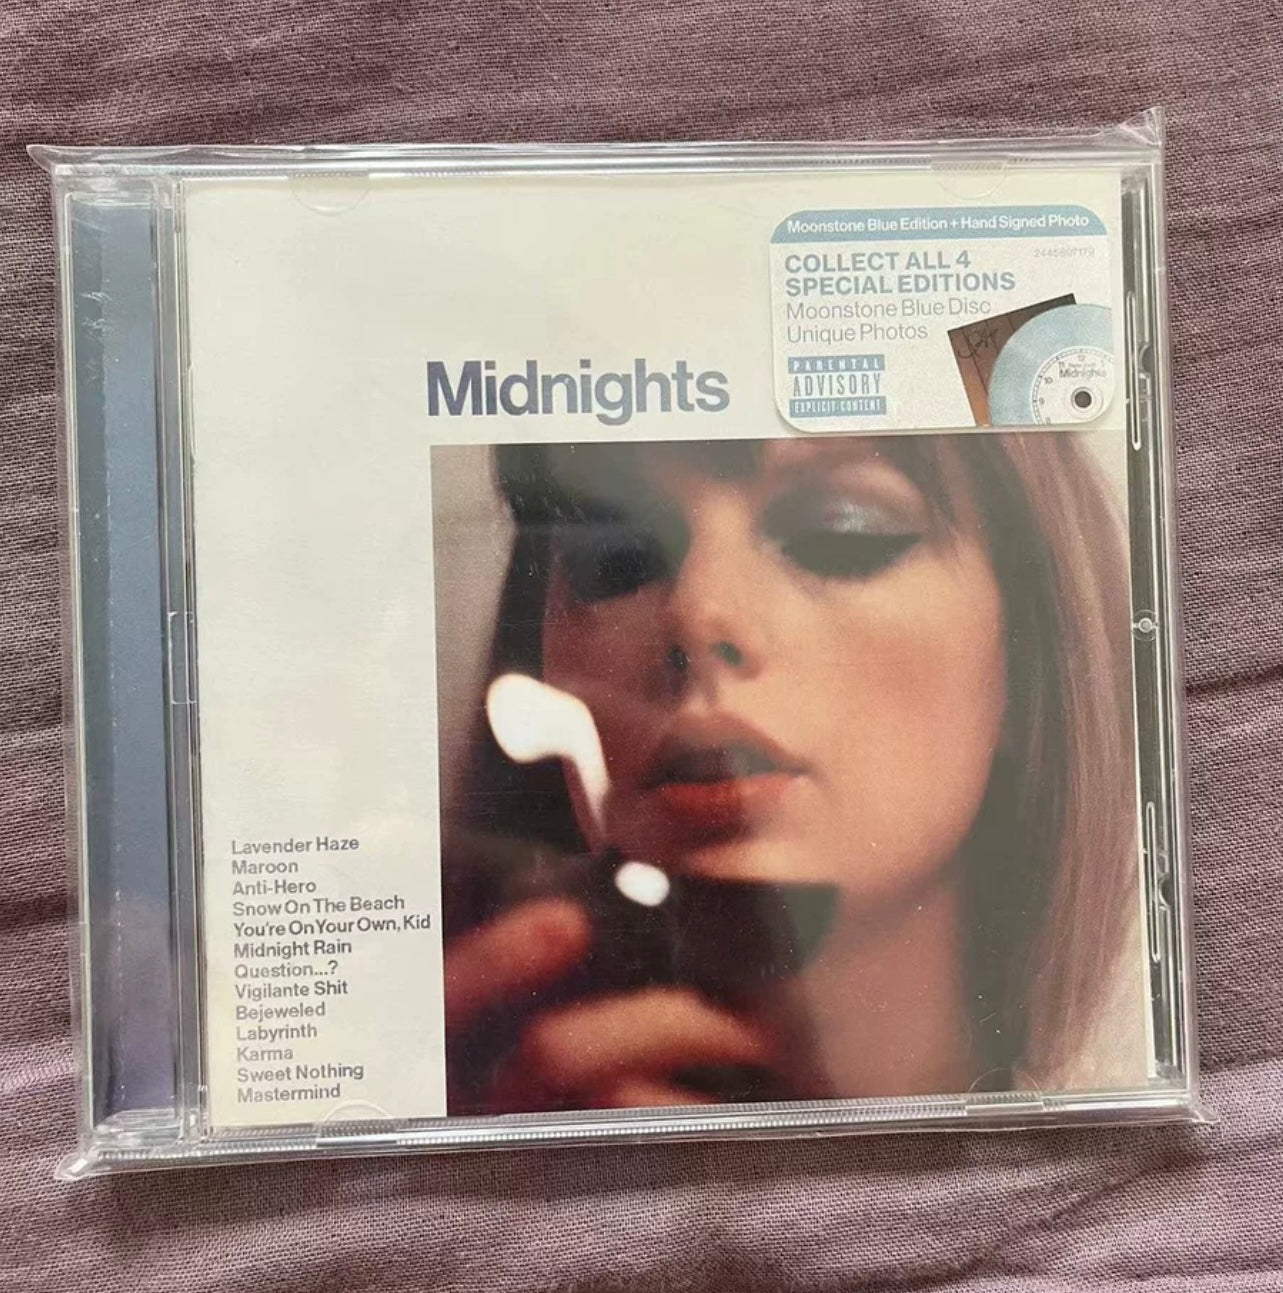 Moonstone Blue Edition + Hand Signed Photo
2445897179
COLLECT ALL 4
SPECIAL EDITIONS
Moonstone Blue Disc
Unique Photos
PARENTAL
ADVISORY
EXPLICIT CONTENT
Midnights
Midnights
Lavender Haze
Maroon
Anti-Hero
Snow On The Beach
You're On Your Own, Kid
Midnight Rain
Question...?
Vigilante Shit
Bejeweled
Labyrinth
Karma
Sweet Nothing
Mastermind